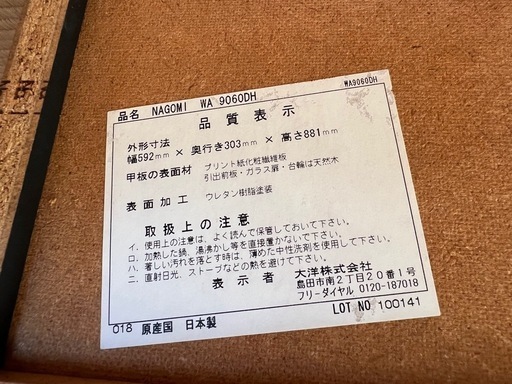 品名 NAGOMI WA 9060DH
WA9060DH
品質表示
外形寸法
幅592mm × 奥行き303mm × 高さ881mm
甲板の表面材 プリント紙化粧繊維板
引出前板・ガラス扉・台輪は天然木
表面加工 ウレタン樹脂塗装
取扱上の注意
イ. 使用上の注意は、よく読んで保管しておいて下さい。
ロ. 加熱した鍋、湯沸かし等を直接置かないで下さい。
ハ. 著しい汚れを落とす時は、薄めた中性洗剤を使用して下さい。
ニ. 直射日光、ストーブなどの熱を避けて下さい。
表示者 大洋株式会社
島田市南2丁目20番1号
フリーダイヤル 0120-187018
LOT NO 100141
018 原産国 日本製